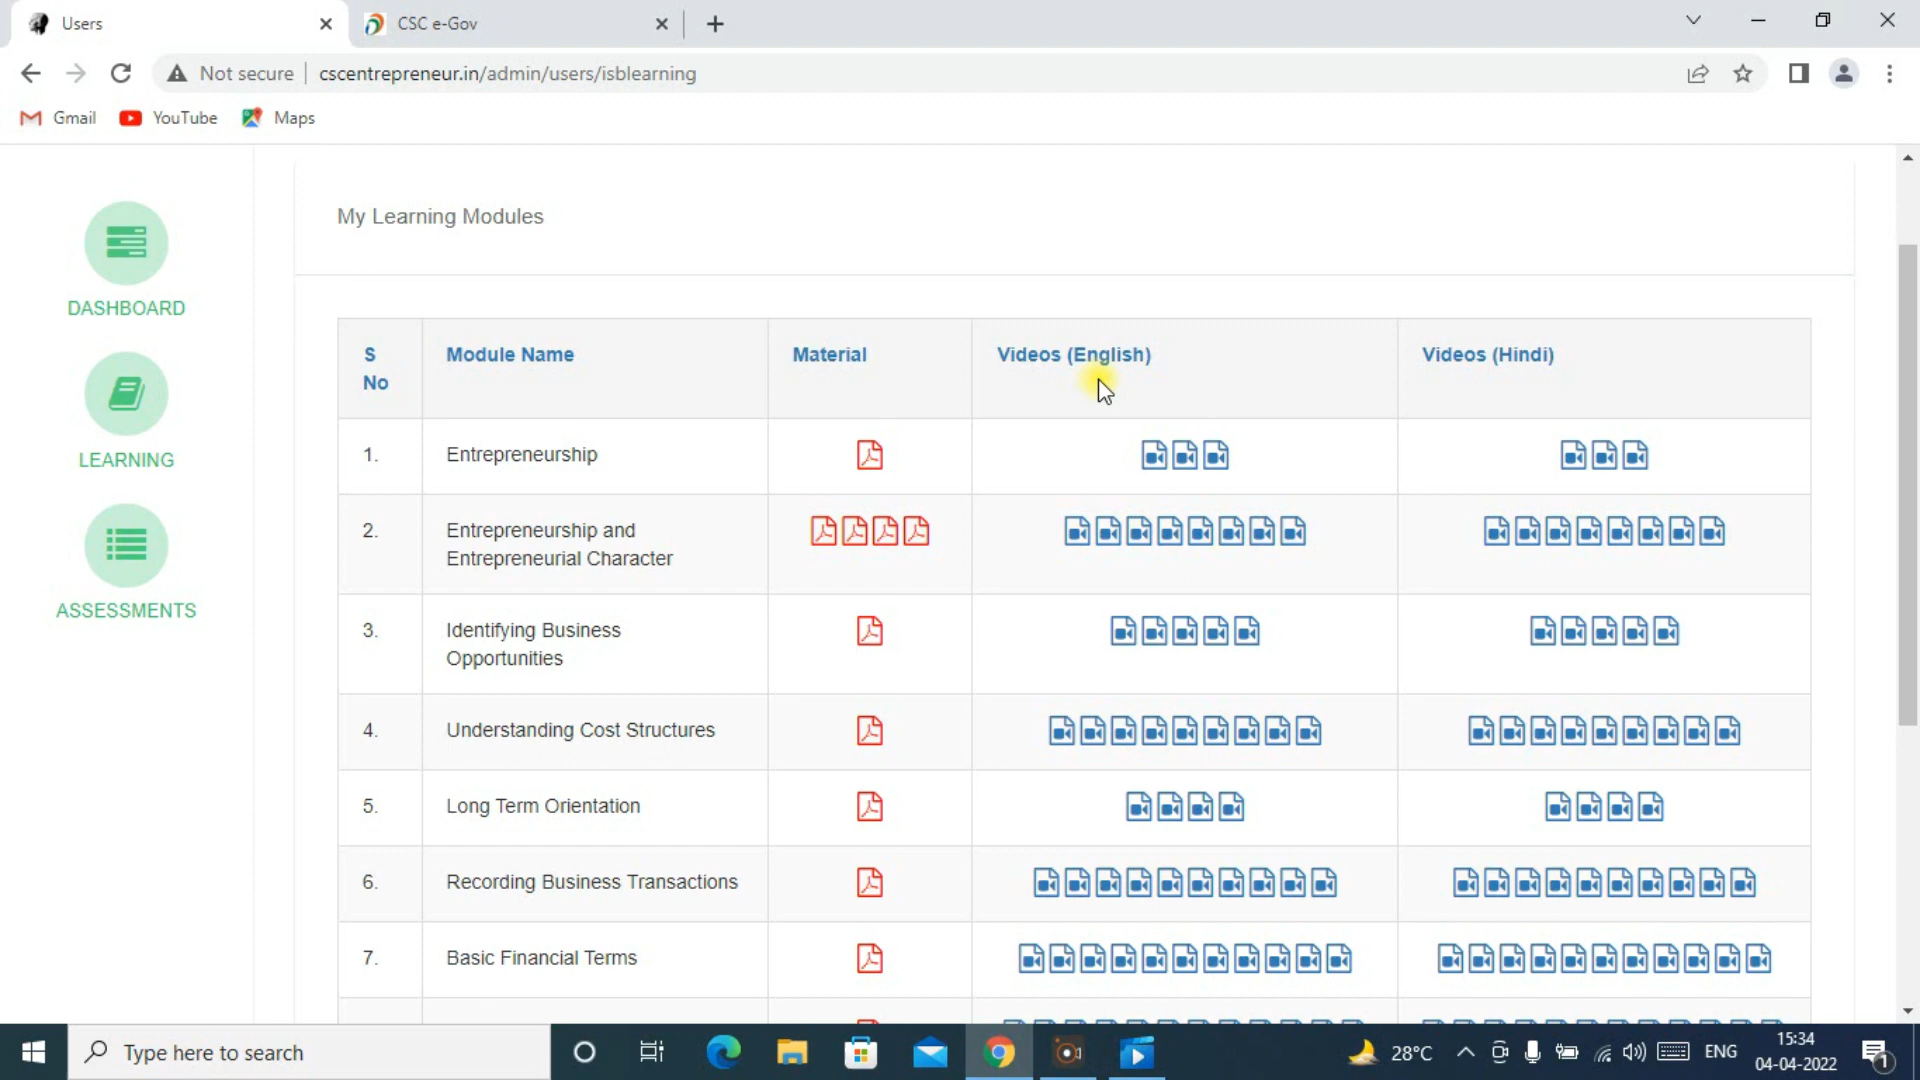 Users
CSC e-Gov
Not secure
cscentrepreneur.in/admin/users/isblearning
Gmail
YouTube
Maps
My Learning Modules
DASHBOARD
LEARNING
ASSESSMENTS
S No
Module Name
Material
Videos (English)
Videos (Hindi)
1.
Entrepreneurship
2.
Entrepreneurship and
Entrepreneurial Character
3.
Identifying Business
Opportunities
4.
Understanding Cost Structures
5.
Long Term Orientation
6.
Recording Business Transactions
7.
Basic Financial Terms
Type here to search
28°C
ENG
15:34
04-04-2022
1